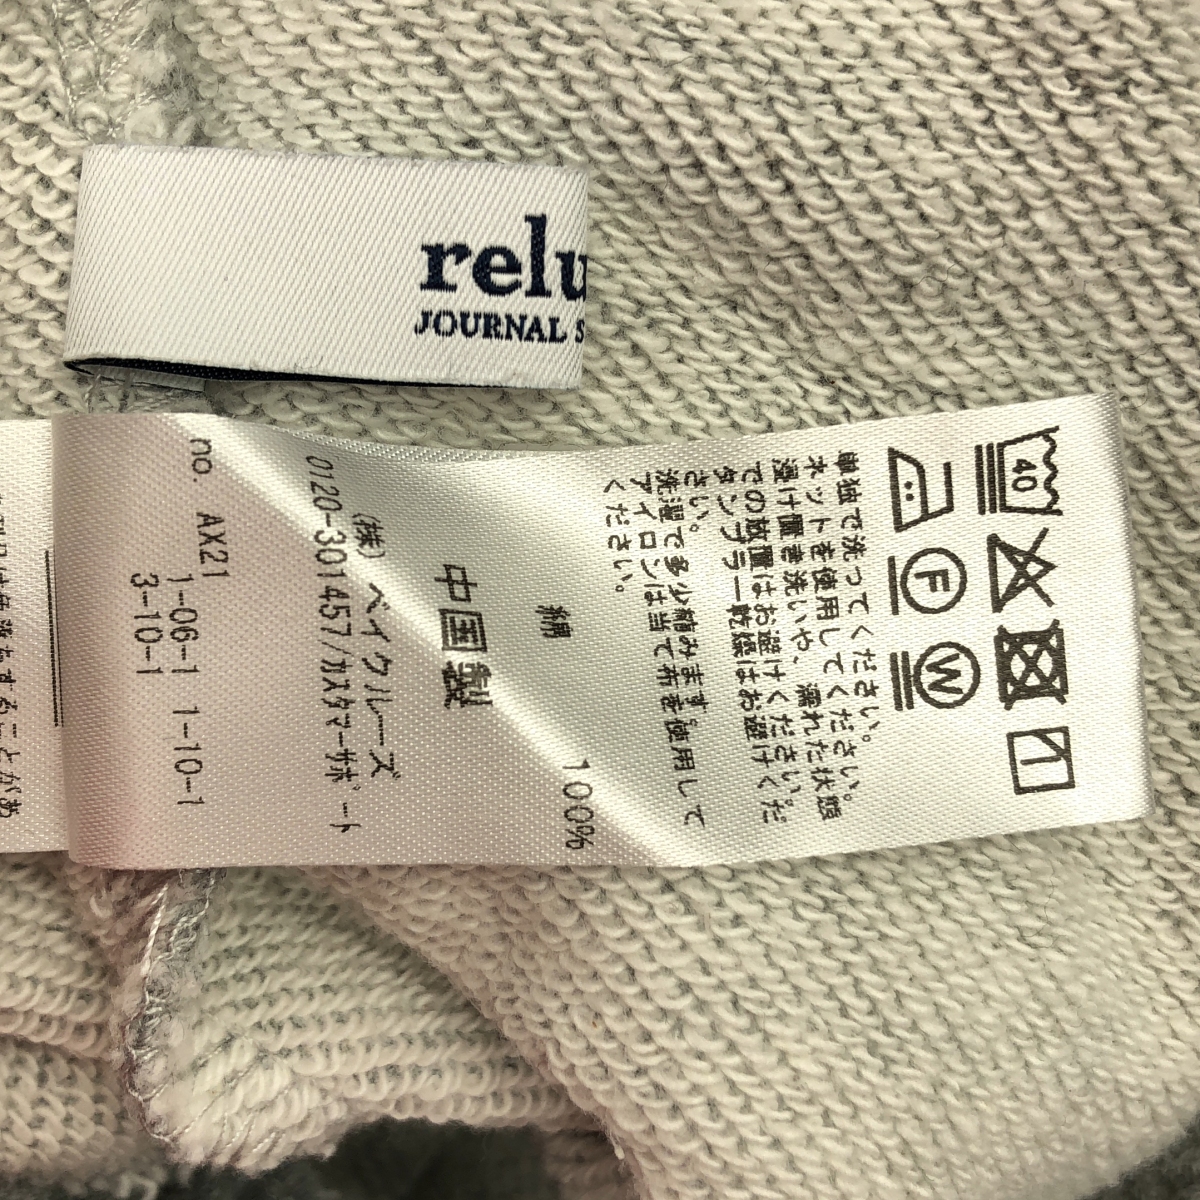 relu
JOURNAL S
40
F
W
単独で洗ってください。
ネットを使用してください。
漬け置き洗いや、濡れた状態
での放置はお避けください。
タンブラー乾燥はお避けくだ
さい。
洗濯で多少縮みます。
アイロンは当て布を使用して
ください。
綿 100%
中国製
(株)ベイクルーズ
0120-301457/カスタマーサポート
no. AX21
1-06-1 1-10-1
3-10-1